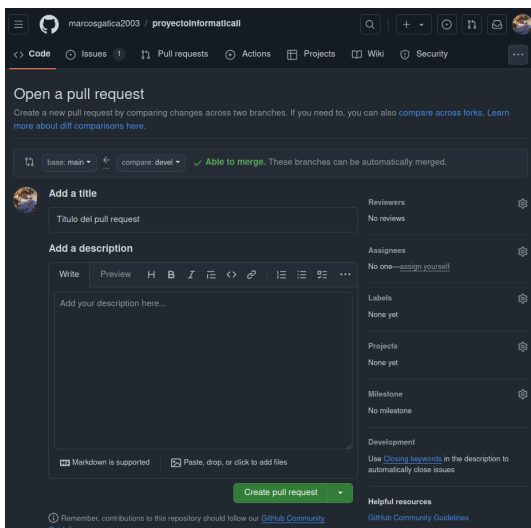 marcosgatica2003 / proyectoInformaticaII
Code Issues 1 Pull requests Actions Projects Wiki Security
Open a pull request
Create a new pull request by comparing changes across two branches. If you need to, you can also compare across forks. Learn
more about diff comparisons here.
base: main compare: devel Able to merge. These branches can be automatically merged.
Add a title
Titulo del pull request
Add a description
Write Preview H B I
Add your description here...
Markdown is supported Paste, drop, or click to add files
Create pull request
Remember, contributions to this repository should follow our GitHub Community
Reviewers
No reviews
Assignees
No one—assign yourself
Labels
None yet
Projects
None yet
Milestone
No milestone
Development
Use Closing keywords in the description to
automatically close issues
Helpful resources
GitHub Community Guidelines